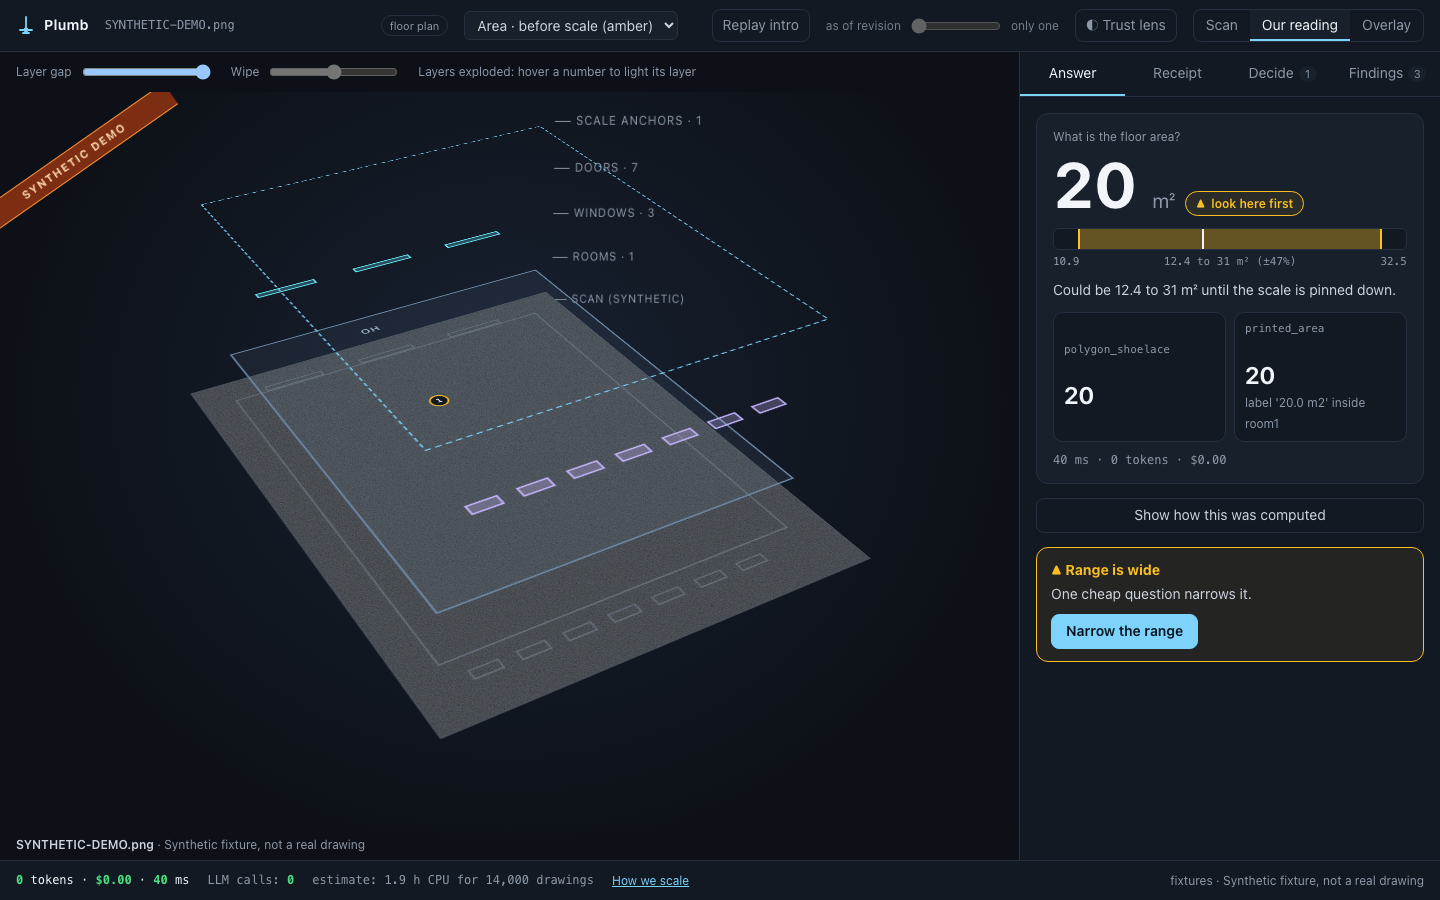 Plumb
SYNTHETIC-DEMO.png
floor plan
Area · before scale (amber)
Replay intro
as of revision
only one
Trust lens
Scan
Our reading
Overlay
Layer gap
Wipe
Layers exploded: hover a number to light its layer
Answer
Receipt
Decide 1
Findings 3
SYNTHETIC DEMO
SCALE ANCHORS · 1
DOORS · 7
WINDOWS · 3
ROOMS · 1
SCAN (SYNTHETIC)
OH
What is the floor area?
20 m²
look here first
10.9
12.4 to 31 m² (±47%)
32.5
Could be 12.4 to 31 m² until the scale is pinned down.
polygon_shoelace
20
printed_area
20
label '20.0 m2' inside
room1
40 ms · 0 tokens · $0.00
Show how this was computed
Range is wide
One cheap question narrows it.
Narrow the range
SYNTHETIC-DEMO.png · Synthetic fixture, not a real drawing
0 tokens · $0.00 · 40 ms
LLM calls: 0
estimate: 1.9 h CPU for 14,000 drawings
How we scale
fixtures · Synthetic fixture, not a real drawing